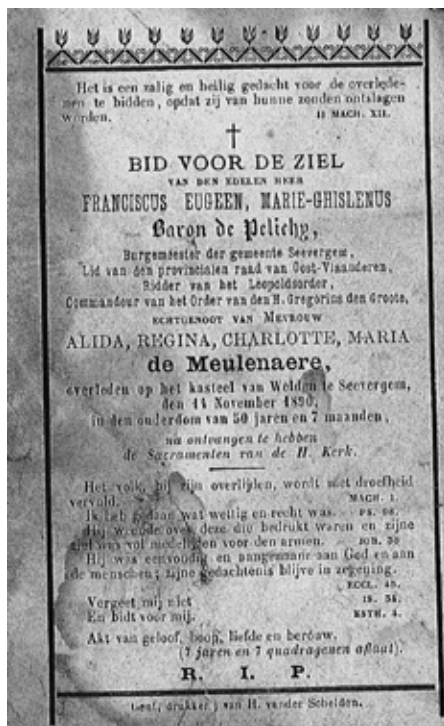 Het is een zalig en heilig gedacht voor de overlede-
nen te bidden, opdat zij van hunne zonden ontslagen
worden. II MACH. XII.
BID VOOR DE ZIEL
VAN DEN EDELEN HEER
FRANCISCUS EUGEEN, MARIE-GHISLENUS
Baron de Pelichy,
Burgemeester der gemeente Seevergem,
Lid van den provincialen raad van Oost-Vlaanderen,
Ridder van het Leopoldsorder,
Commandeur van het Order van den H. Gregorius den Groote,
ECHTGENOOT VAN MEVROUW
ALIDA, REGINA, CHARLOTTE, MARIA
de Meulenaere,
overleden op het kasteel van Welden te Seevergem,
den 11 November 1890,
in den ouderdom van 50 jaren en 7 maanden,
na ontvangen te hebben
de Sacramenten van de H. Kerk.
Het volk, bij zijn overlijden, wordt met droefheid
vervuld. MACH. 1.
Ik heb gedaan wat wettig en recht was. PS. 98.
Hij weende over deze die bedrukt waren en zijne
ziel was vol medelijden voor den armen. JOB. 30
Hij was eenvoudig en aangenaam aan God en aan
de menschen; zijne gedachtenis blijve in zegening.
ECCL. 45.
Vergeet mij niet IS. 54.
En bidt voor mij. ESTH. 4.
Akt van geloof, hoop, liefde en berouw.
(7 jaren en 7 quadragenen aflaat).
R. I. P.
Gent, drukkerij van H. vander Schelden.